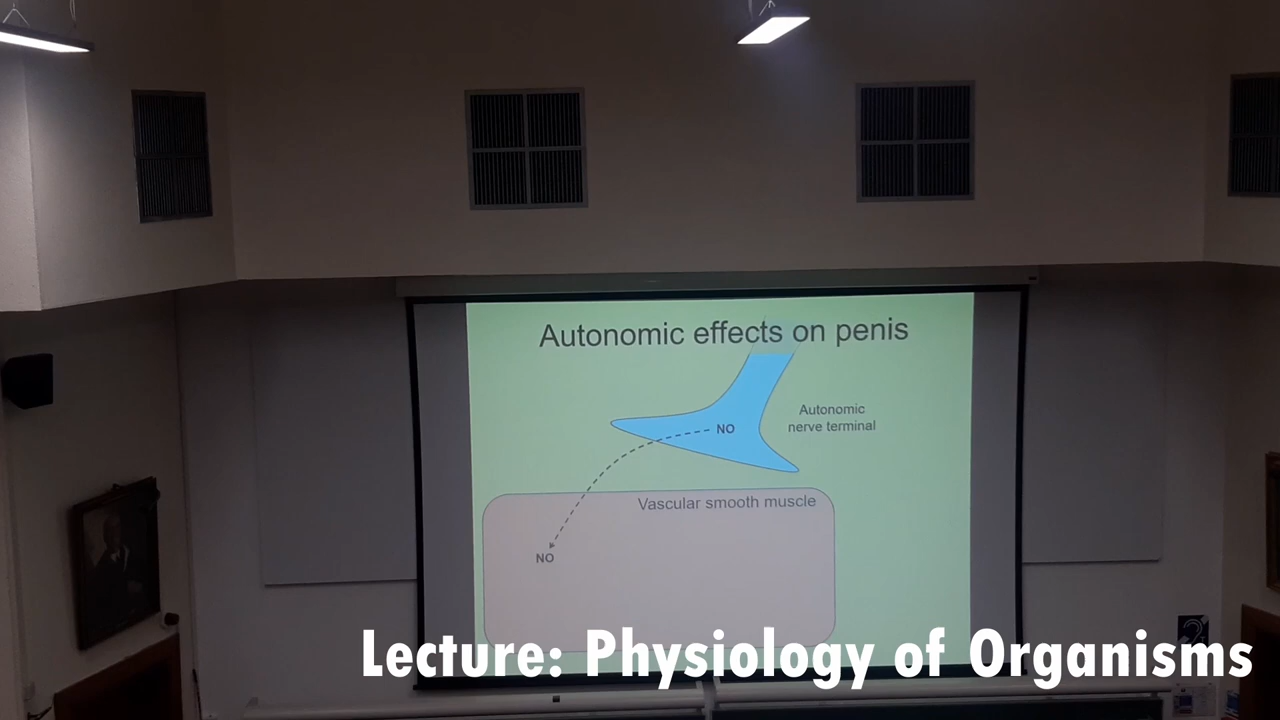 Autonomic effects on penis
NO
Autonomic
nerve terminal
Vascular smooth muscle
NO
Lecture: Physiology of Organisms